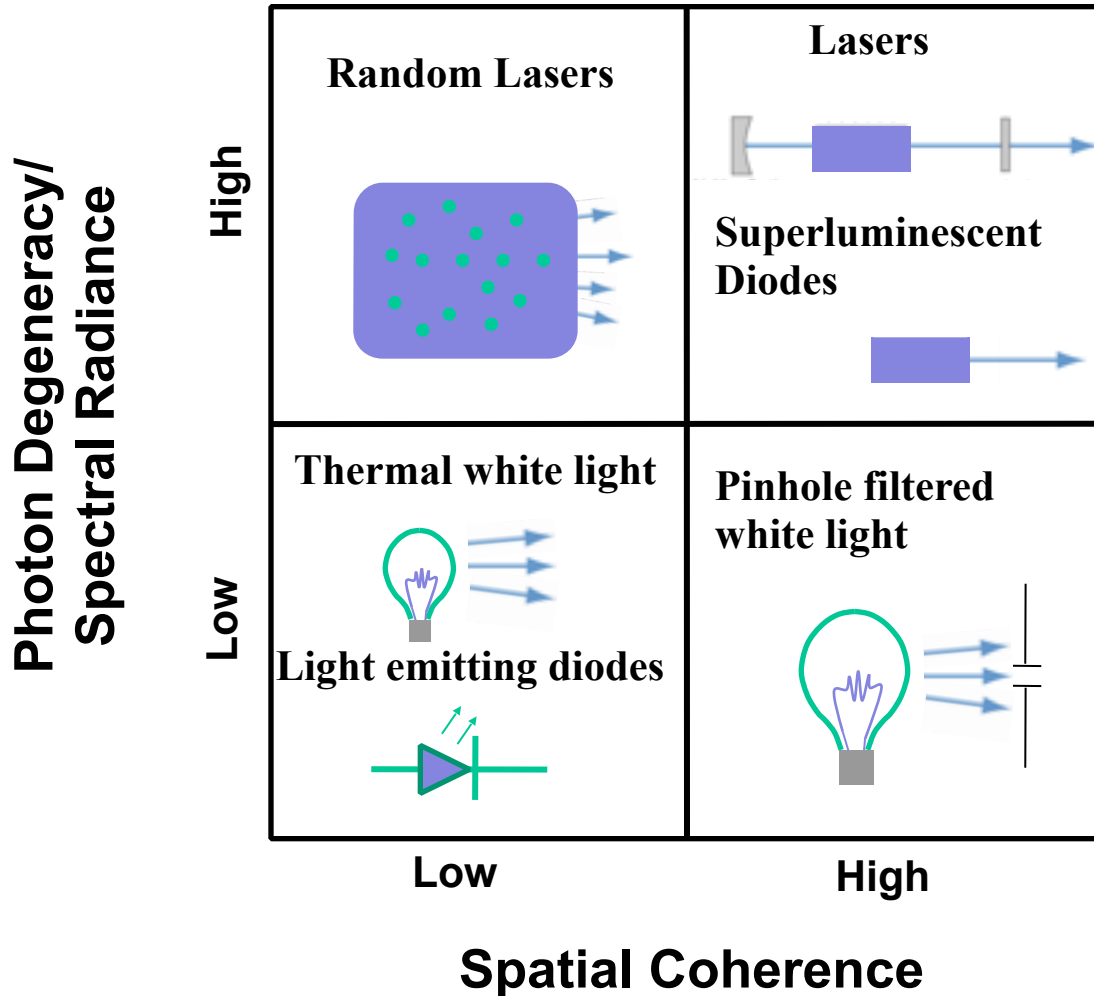 Photon Degeneracy/
Spectral Radiance
High
Low
Random Lasers
Lasers
Superluminescent
Diodes
Thermal white light
Light emitting diodes
Pinhole filtered
white light
Low
High
Spatial Coherence